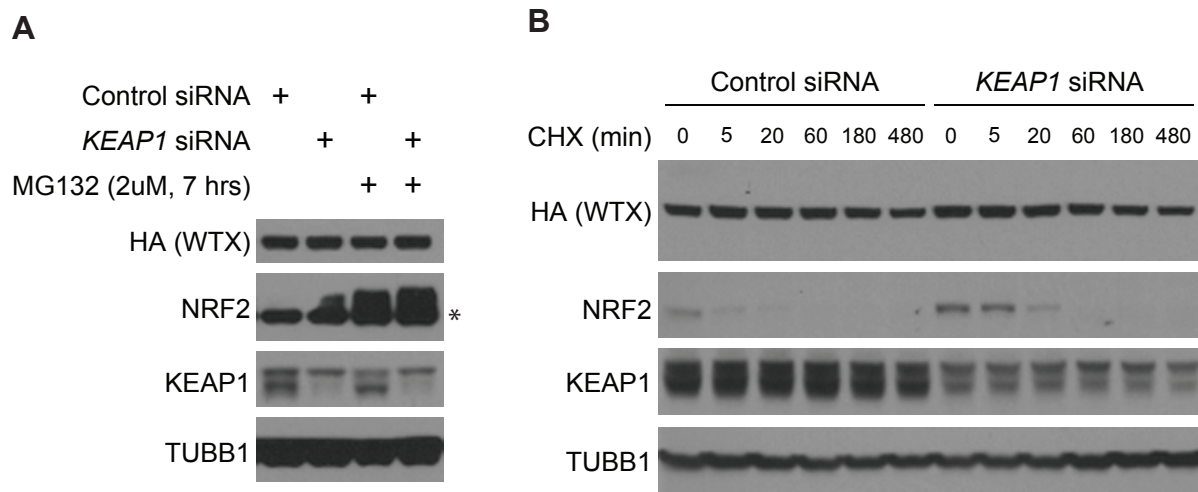 A
Control siRNA + +
KEAP1 siRNA + +
MG132 (2uM, 7 hrs) + +
HA (WTX)
NRF2 *
KEAP1
TUBB1
B
Control siRNA KEAP1 siRNA
CHX (min) 0 5 20 60 180 480 0 5 20 60 180 480
HA (WTX)
NRF2
KEAP1
TUBB1